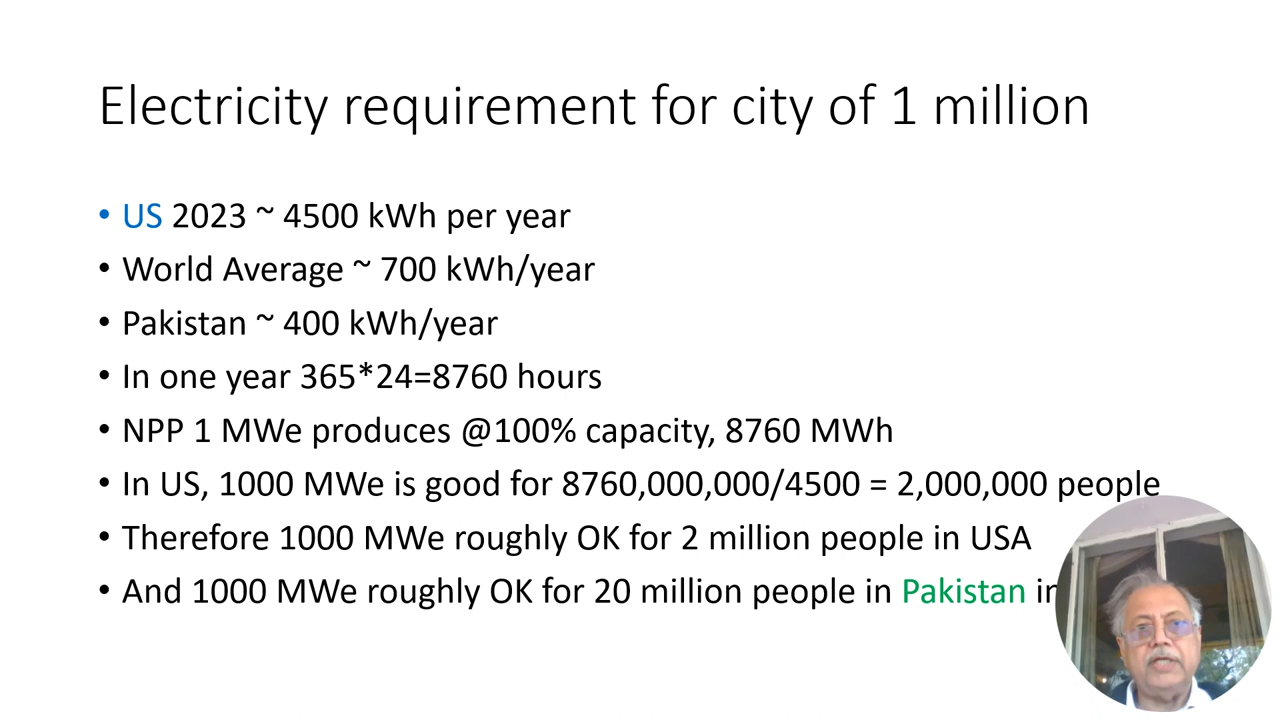 Electricity requirement for city of 1 million
• US 2023 ~ 4500 kWh per year
• World Average ~ 700 kWh/year
• Pakistan ~ 400 kWh/year
• In one year 365*24=8760 hours
• NPP 1 MWe produces @100% capacity, 8760 MWh
• In US, 1000 MWe is good for 8760,000,000/4500 = 2,000,000 people
• Therefore 1000 MWe roughly OK for 2 million people in USA
• And 1000 MWe roughly OK for 20 million people in Pakistan in